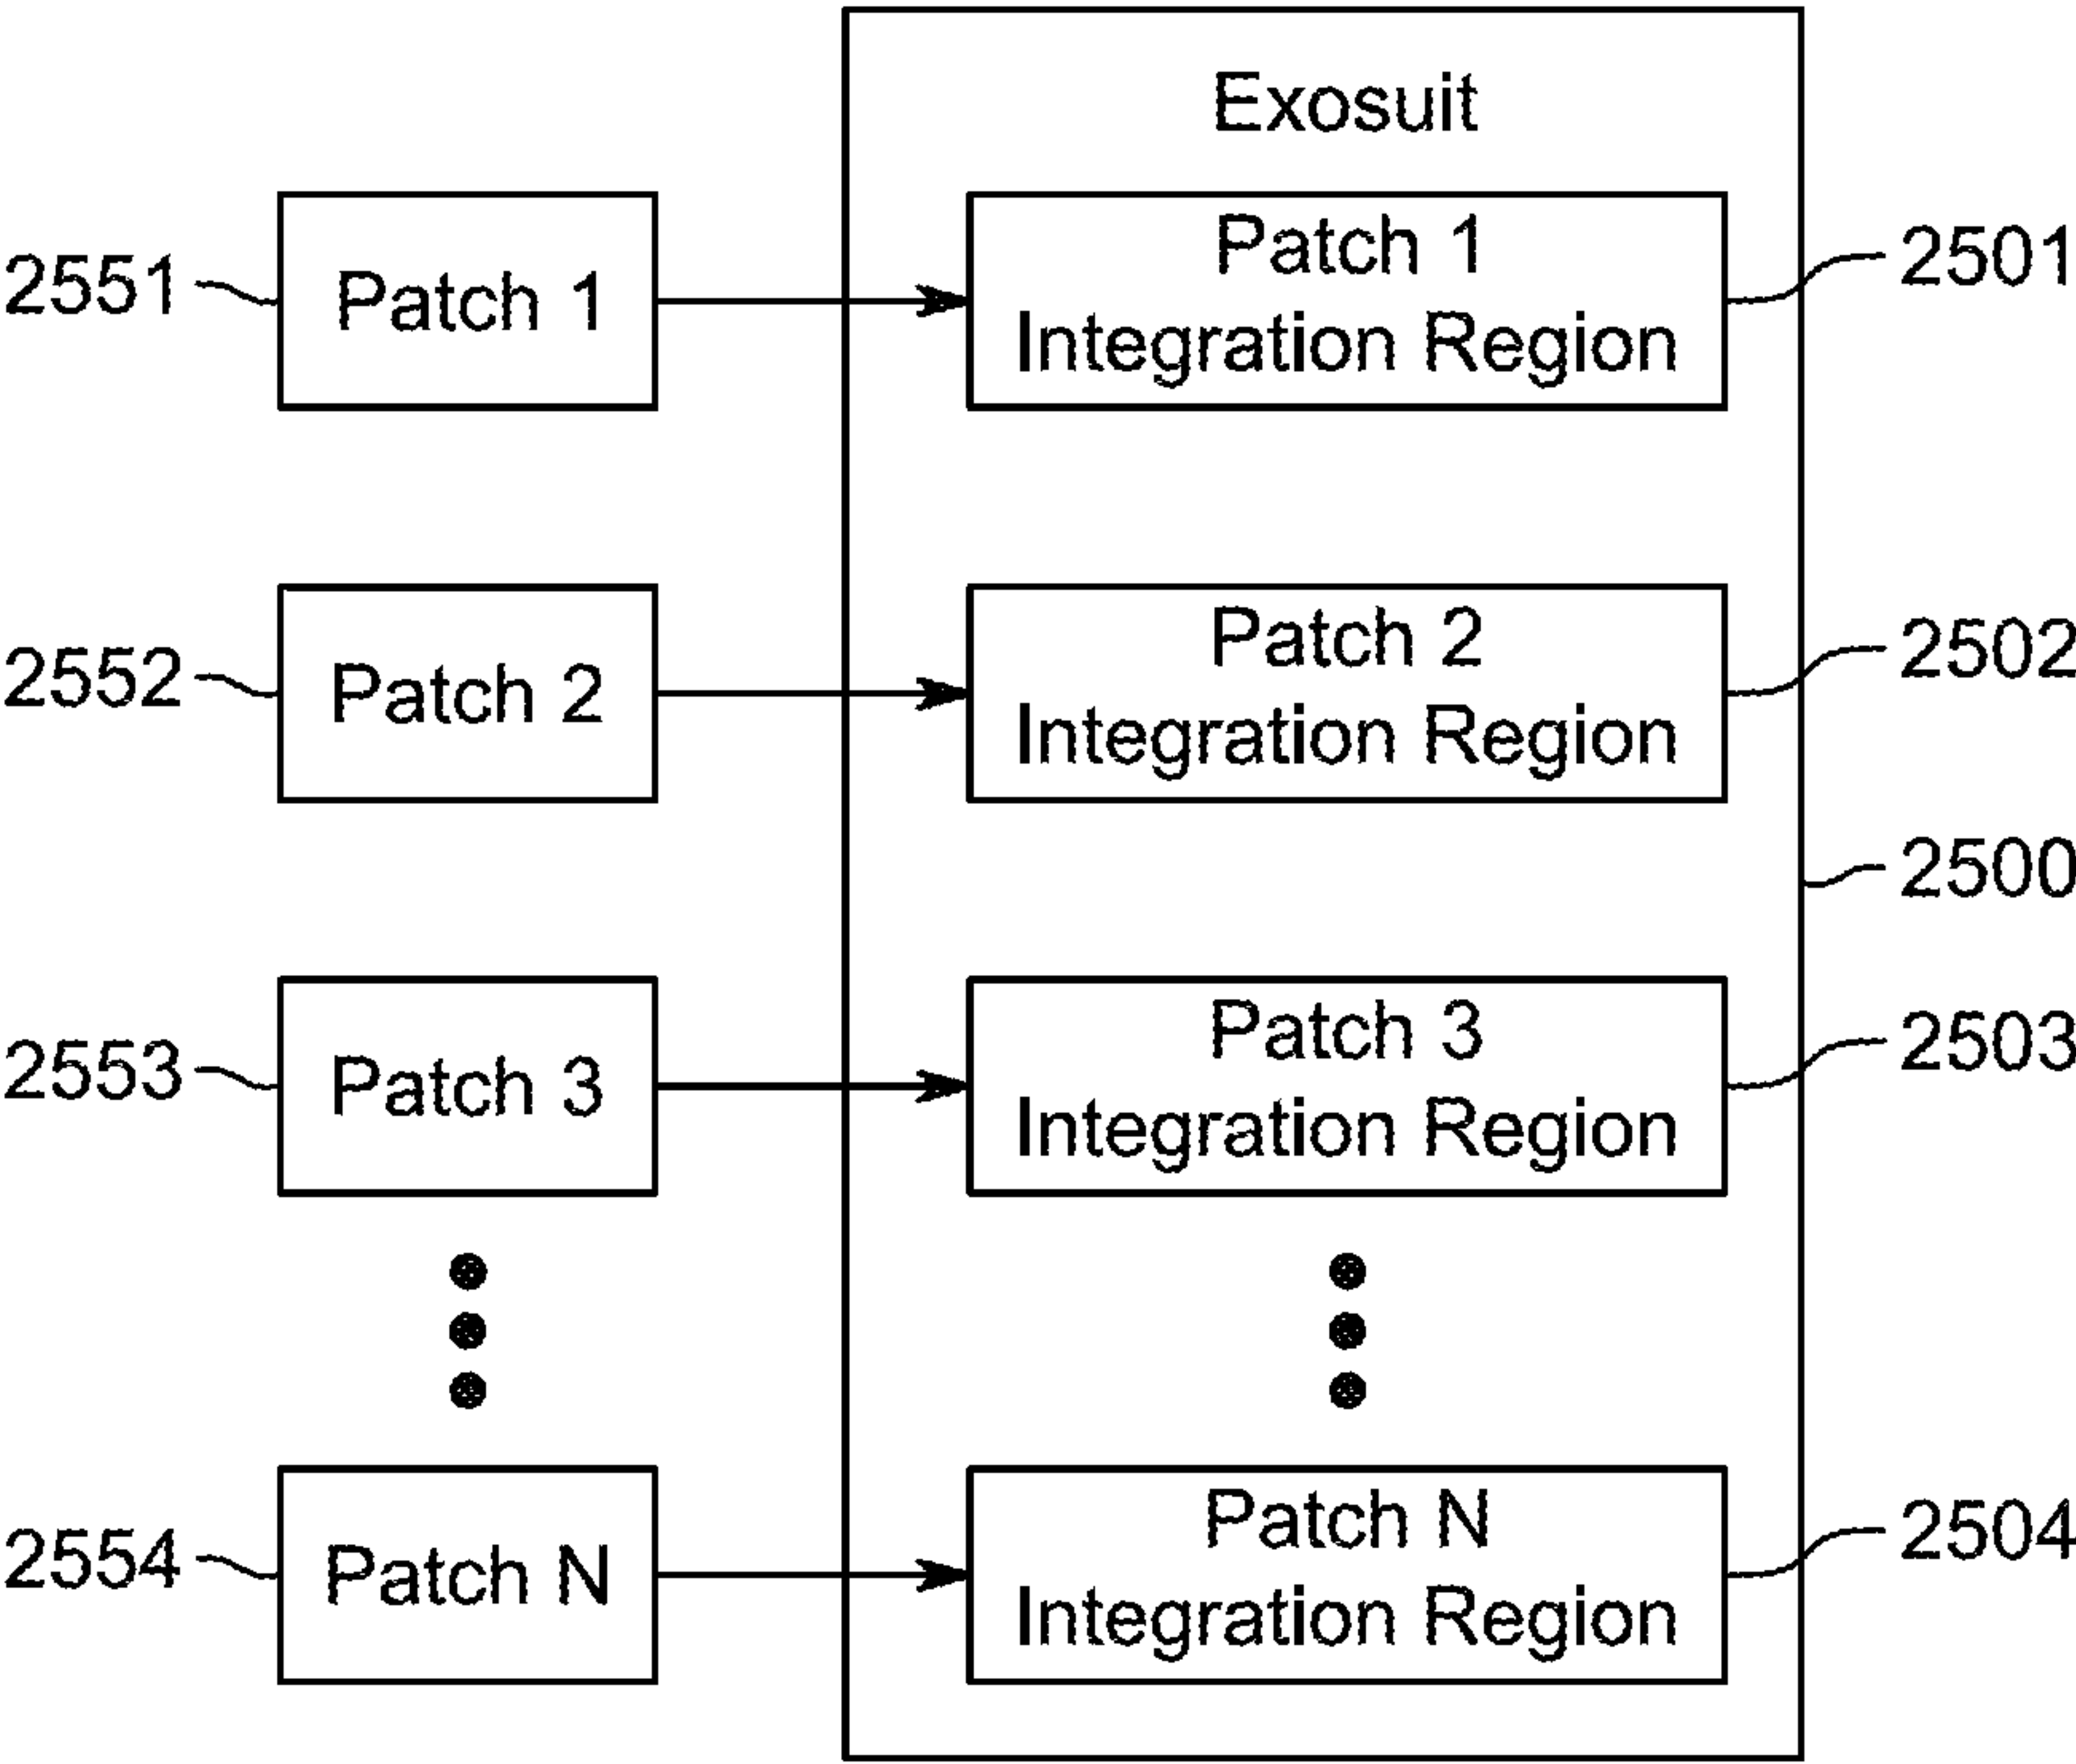 Exosuit
2551
Patch 1
Patch 1
Integration Region
2501
2552
Patch 2
Patch 2
Integration Region
2502
2500
2553
Patch 3
Patch 3
Integration Region
2503
2554
Patch N
Patch N
Integration Region
2504